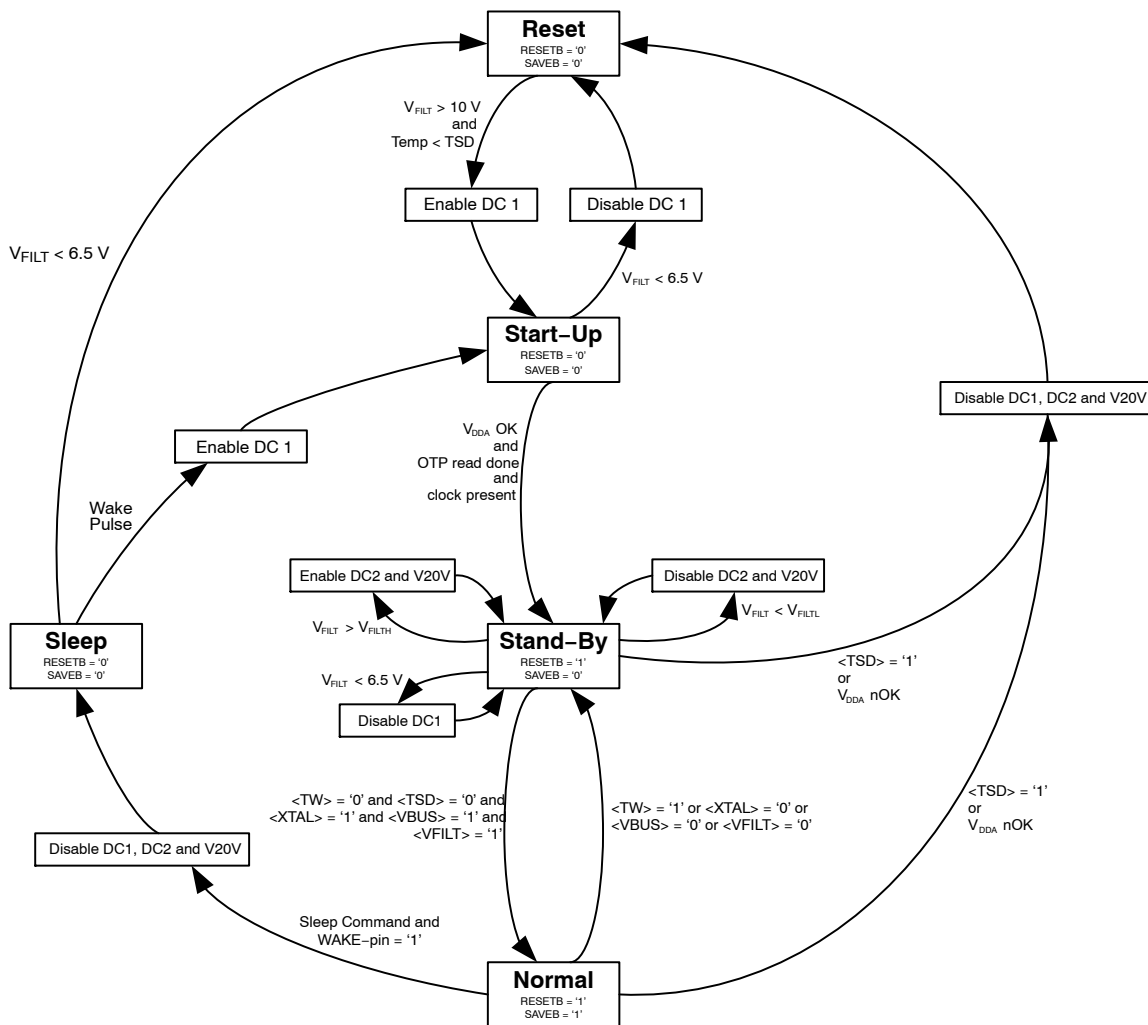 Reset
RESETB = ‘0’
SAVEB = ‘0’
VFILT > 10 V
and
Temp < TSD
Enable DC 1
Disable DC 1
VFILT < 6.5 V
VFILT < 6.5 V
Start−Up
RESETB = ‘0’
SAVEB = ‘0’
Disable DC1, DC2 and V20V
Enable DC 1
VDDA OK
and
OTP read done
and
clock present
Wake
Pulse
Enable DC2 and V20V
Disable DC2 and V20V
VFILT > VFILTH
VFILT < VFILTL
Sleep
RESETB = ‘0’
SAVEB = ‘0’
Stand−By
RESETB = ‘1’
SAVEB = ‘0’
VFILT < 6.5 V
Disable DC1
<TSD> = ‘1’
or
VDDA nOK
<TW> = ‘0’ and <TSD> = ‘0’ and
<XTAL> = ‘1’ and <VBUS> = ‘1’ and
<VFILT> = ‘1’
<TW> = ‘1’ or <XTAL> = ‘0’ or
<VBUS> = ‘0’ or <VFILT> = ‘0’
<TSD> = ‘1’
or
VDDA nOK
Disable DC1, DC2 and V20V
Sleep Command and
WAKE−pin = ‘1’
Normal
RESETB = ‘1’
SAVEB = ‘1’